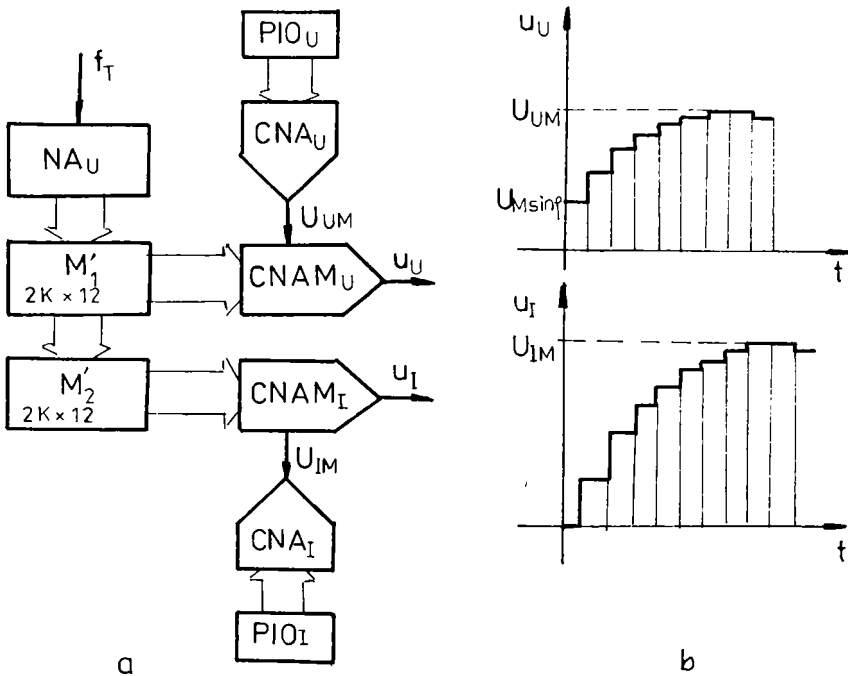 PIO_U
f_T
CNA_U
NA_U
U_UM
M'_1
2K × 12
CNAM_U
u_U
M'_2
2K × 12
CNAM_I
u_I
U_IM
CNA_I
PIO_I
a
u_U
U_UM
U_Msinφ
t
u_I
U_IM
t
b